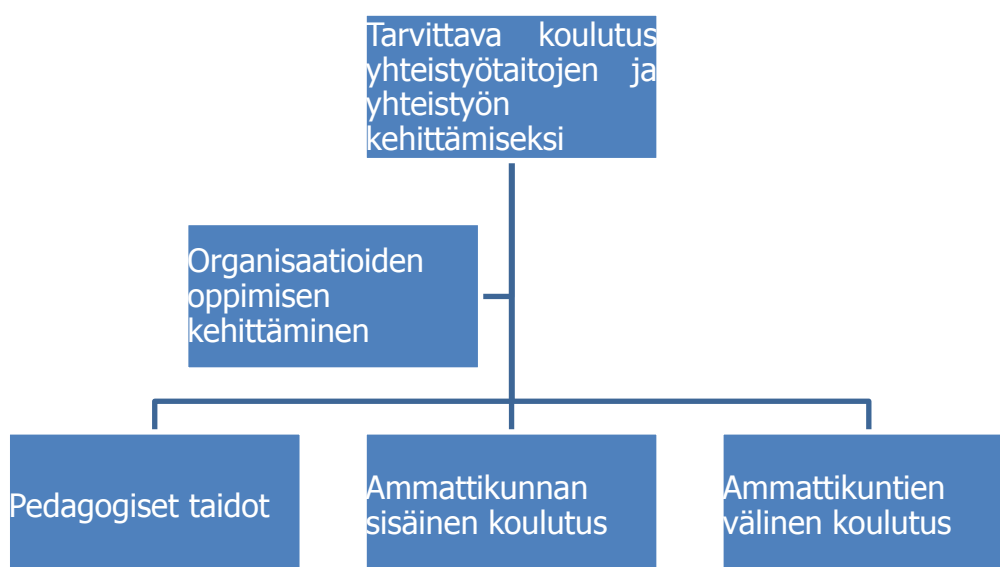 Tarvittava koulutus
yhteistyötaitojen ja
yhteistyön
kehittämiseksi
Organisaatioiden
oppimisen
kehittäminen
Pedagogiset taidot
Ammattikunnan
sisäinen koulutus
Ammattikuntien
välinen koulutus